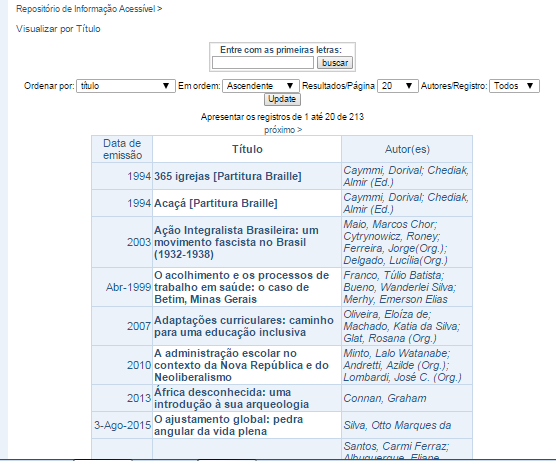 Repositório de Informação Acessível >
Visualizar por Título
Entre com as primeiras letras:
buscar
Ordenar por: título Em ordem: Ascendente Resultados/Página 20 Autores/Registro: Todos
Update
Apresentar os registros de 1 até 20 de 213
próximo >
Data de emissão Título Autor(es)
1994 365 igrejas [Partitura Braille] Caymmi, Dorival; Chediak, Almir (Ed.)
1994 Acaçá [Partitura Braille] Caymmi, Dorival; Chediak, Almir (Ed.)
2003 Ação Integralista Brasileira: um movimento fascista no Brasil (1932-1938) Maio, Marcos Chor; Cytrynowicz, Roney; Ferreira, Jorge(Org.); Delgado, Lucília(Org.)
Abr-1999 O acolhimento e os processos de trabalho em saúde: o caso de Betim, Minas Gerais Franco, Túlio Batista; Bueno, Wanderlei Silva; Merhy, Emerson Elias
2007 Adaptações curriculares: caminho para uma educação inclusiva Oliveira, Eloíza de; Machado, Katia da Silva; Glat, Rosana (Org.)
2010 A administração escolar no contexto da Nova República e do Neoliberalismo Minto, Lalo Watanabe; Andretti, Azilde (Org.); Lombardi, José C. (Org.)
2013 África desconhecida: uma introdução à sua arqueologia Connan, Graham
3-Ago-2015 O ajustamento global: pedra angular da vida plena Silva, Otto Marques da
Santos, Carmi Ferraz;
Albuquerque, Eliane